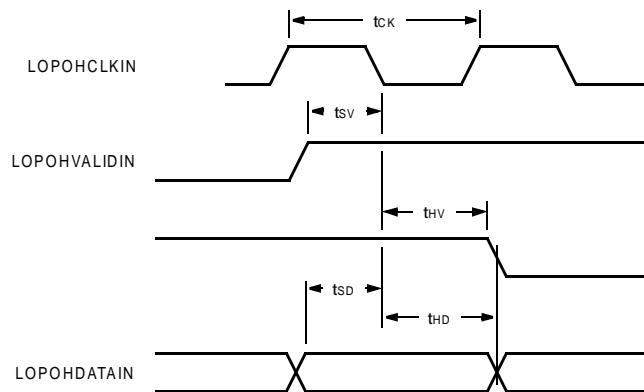 tCK
LOPOHCLKIN
tSV
LOPOHVALIDIN
tHV
tSD
tHD
LOPOHDATAIN